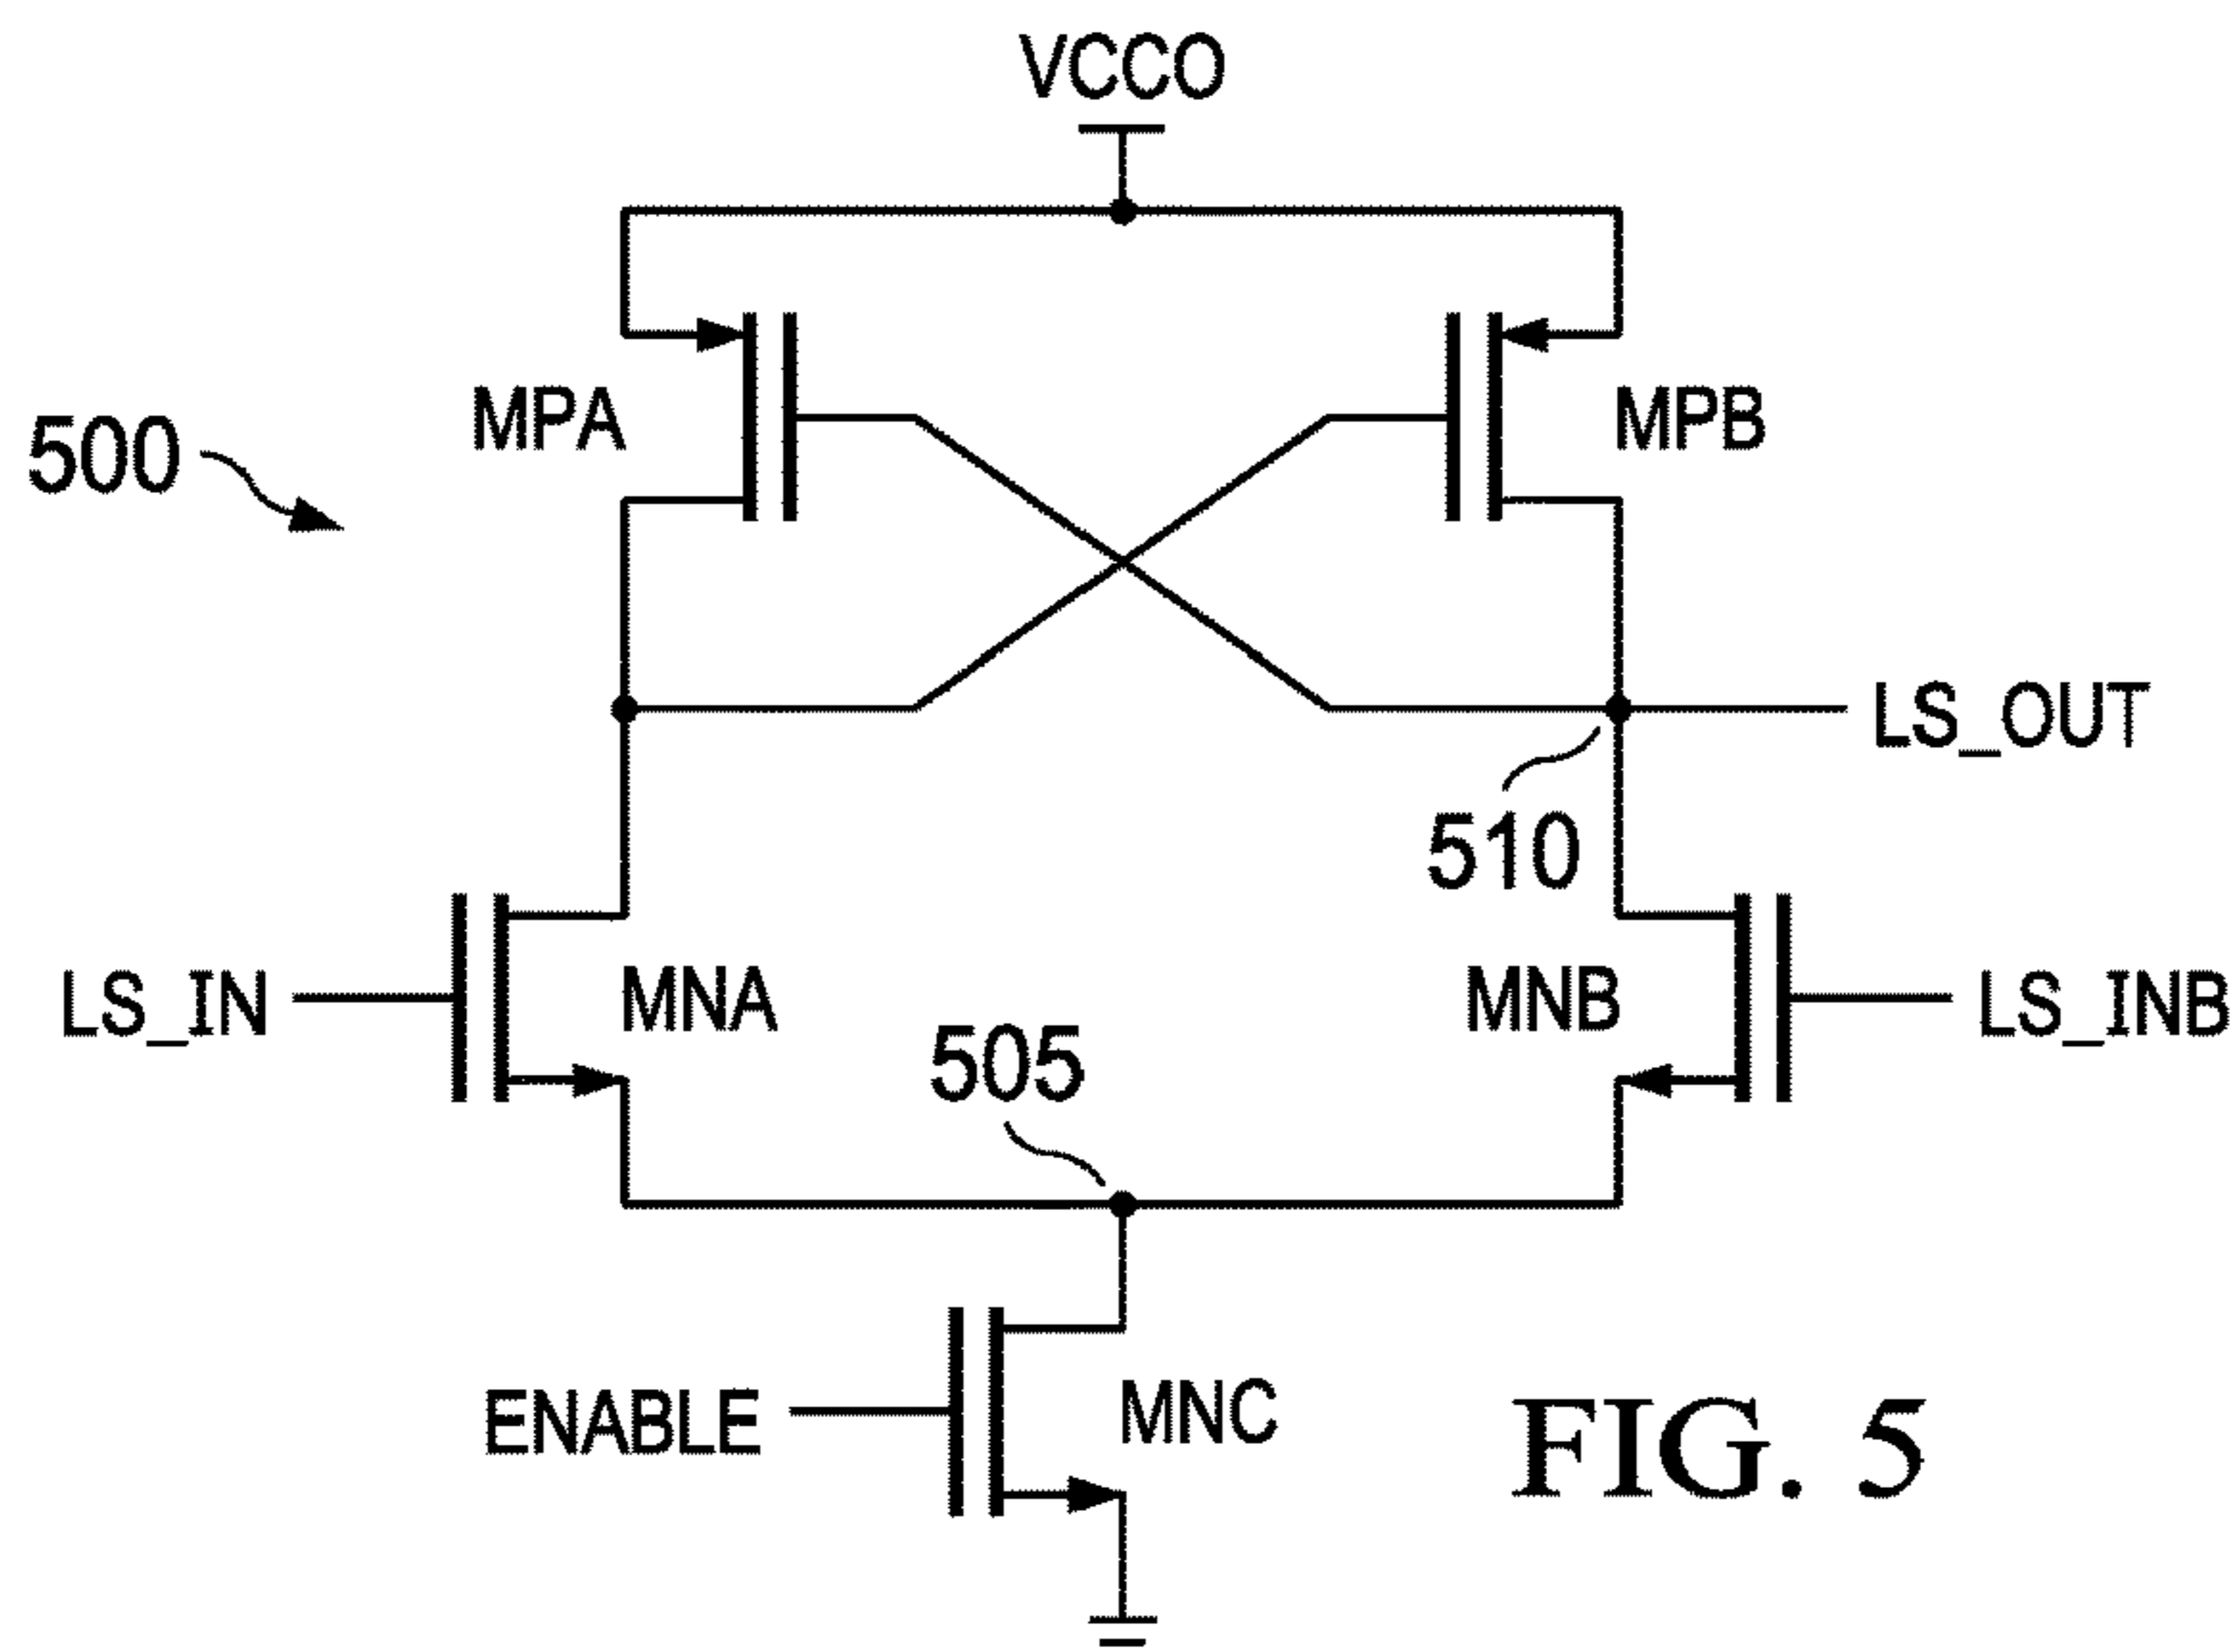 VCCO
MPA
MPB
500
LS_OUT
510
LS_IN
MNA
MNB
LS_INB
505
ENABLE
MNC
FIG. 5